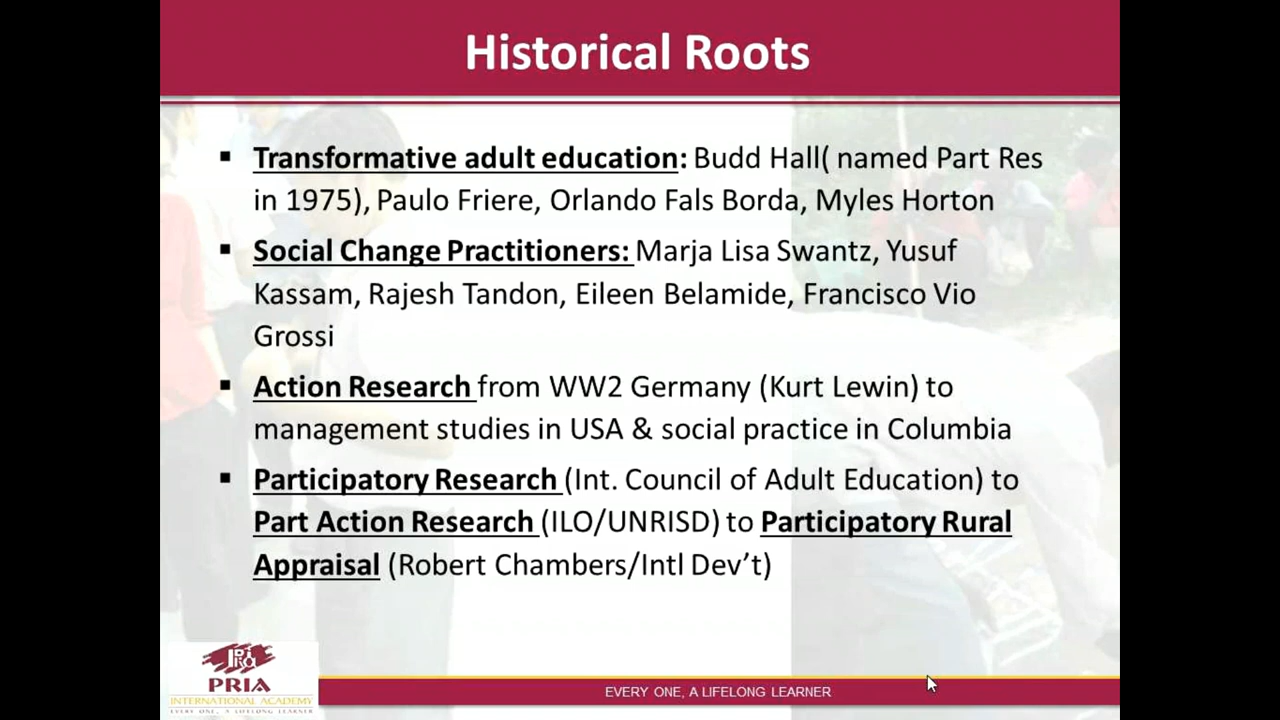 Historical Roots
Transformative adult education: Budd Hall( named Part Res
in 1975), Paulo Friere, Orlando Fals Borda, Myles Horton
Social Change Practitioners: Marja Lisa Swantz, Yusuf
Kassam, Rajesh Tandon, Eileen Belamide, Francisco Vio
Grossi
Action Research from WW2 Germany (Kurt Lewin) to
management studies in USA & social practice in Columbia
Participatory Research (Int. Council of Adult Education) to
Part Action Research (ILO/UNRISD) to Participatory Rural
Appraisal (Robert Chambers/Intl Dev’t)
PRIA
INTERNATIONAL ACADEMY
EVERY ONE, A LIFELONG LEARNER
EVERY ONE, A LIFELONG LEARNER